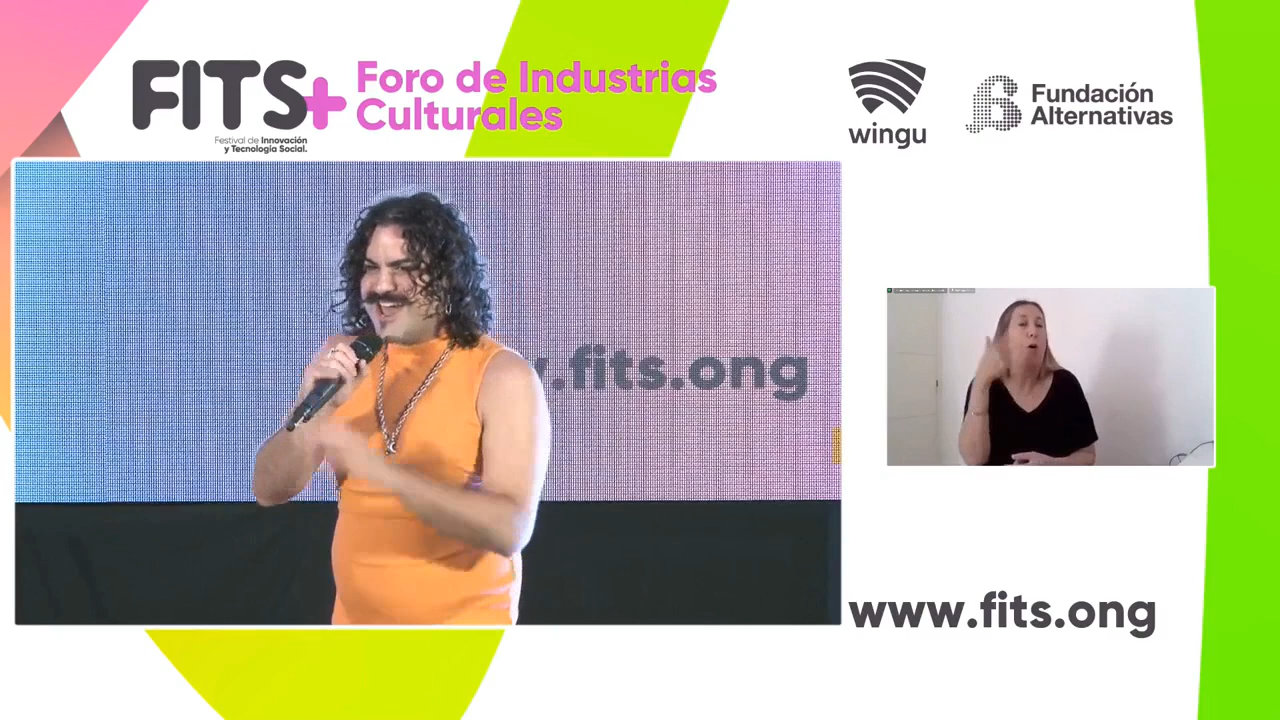 FITS+
Foro de Industrias
Culturales
Festival de Innovación
y Tecnología Social.
wingu
Fundación
Alternativas
.fits.ong
www.fits.ong